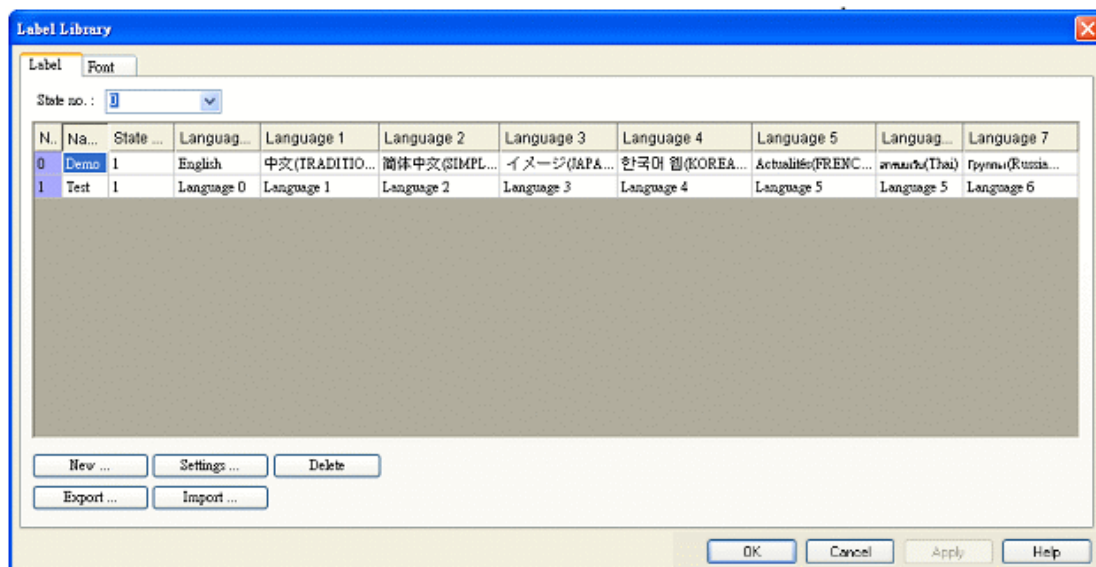 Label Library
Label Font
State no. : 0
N.. Na... State ... Languag... Language 1 Language 2 Language 3 Language 4 Language 5 Languag... Language 7
0 Demo 1 English 中文(TRADITIO... 简体中文(SIMPL... イメージ(JAPA... 한국어 웹(KOREA... Actualités(FRENC... (Thai) Группы(Russia...
1 Test 1 Language 0 Language 1 Language 2 Language 3 Language 4 Language 5 Language 5 Language 6
New ... Settings ... Delete
Export ... Import ...
OK Cancel Apply Help